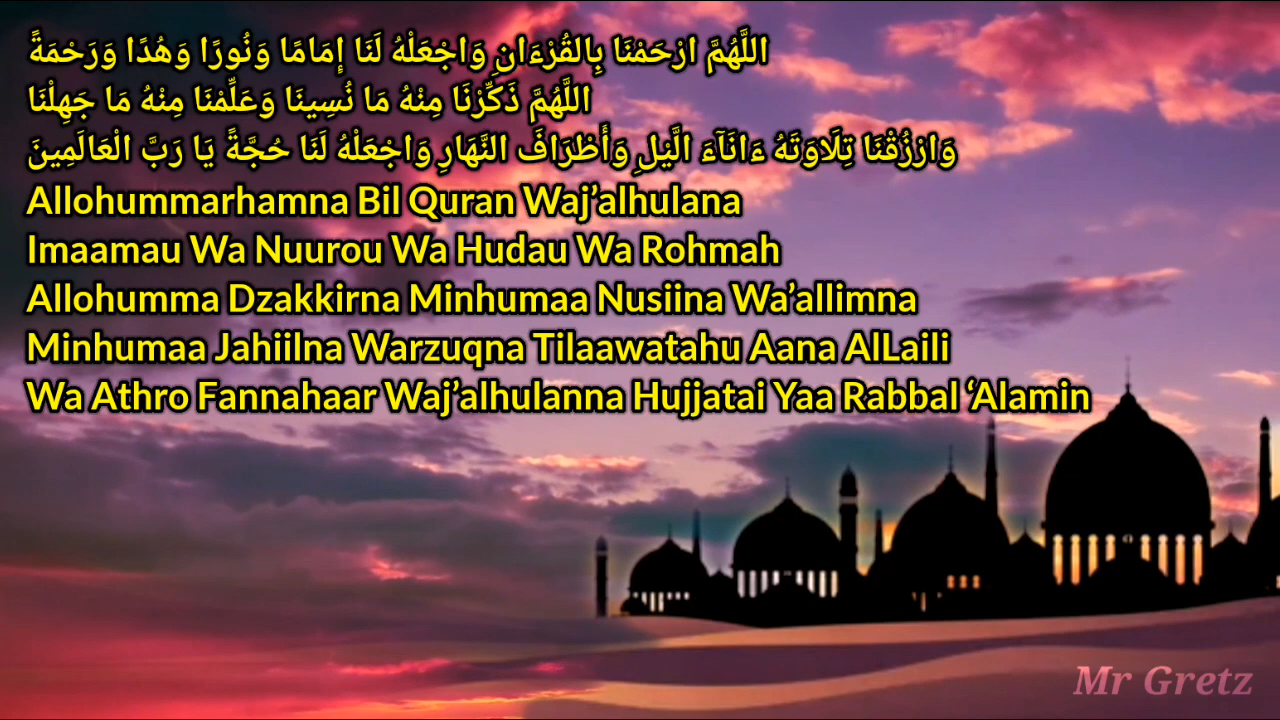 اللَّهُمَّ ارْحَمْنَا بِالقُرْءَانِ وَاجْعَلْهُ لَنَا إِمَامًا وَنُورًا وَهُدًا وَرَحْمَةً
اللَّهُمَّ ذَكِّرْنَا مِنْهُ مَا نُسِينَا وَعَلِّمْنَا مِنْهُ مَا جَهِلْنَا
وَارْزُقْنَا تِلَاوَتَهُ ءَانَآءَ الَّيْلِ وَأَطْرَافَ النَّهَارِ وَاجْعَلْهُ لَنَا حُجَّةً يَا رَبَّ الْعَالَمِينَ
Allohummarhamna Bil Quran Waj’alhulana
Imaamau Wa Nuurou Wa Hudau Wa Rohmah
Allohumma Dzakkirna Minhumaa Nusiina Wa’allimna
Minhumaa Jahiilna Warzuqna Tilaawatahu Aana AlLaili
Wa Athro Fannahaar Waj’alhulanna Hujjatai Yaa Rabbal ‘Alamin
Mr Gretz